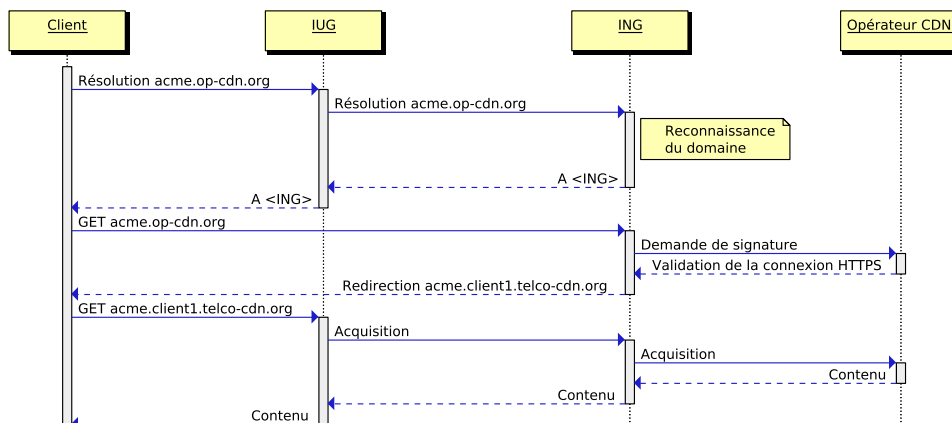 Client
IUG
ING
Opérateur CDN
Résolution acme.op-cdn.org
Résolution acme.op-cdn.org
Reconnaissance
du domaine
A <ING>
A <ING>
GET acme.op-cdn.org
Demande de signature
Validation de la connexion HTTPS
Redirection acme.client1.telco-cdn.org
GET acme.client1.telco-cdn.org
Acquisition
Acquisition
Contenu
Contenu
Contenu